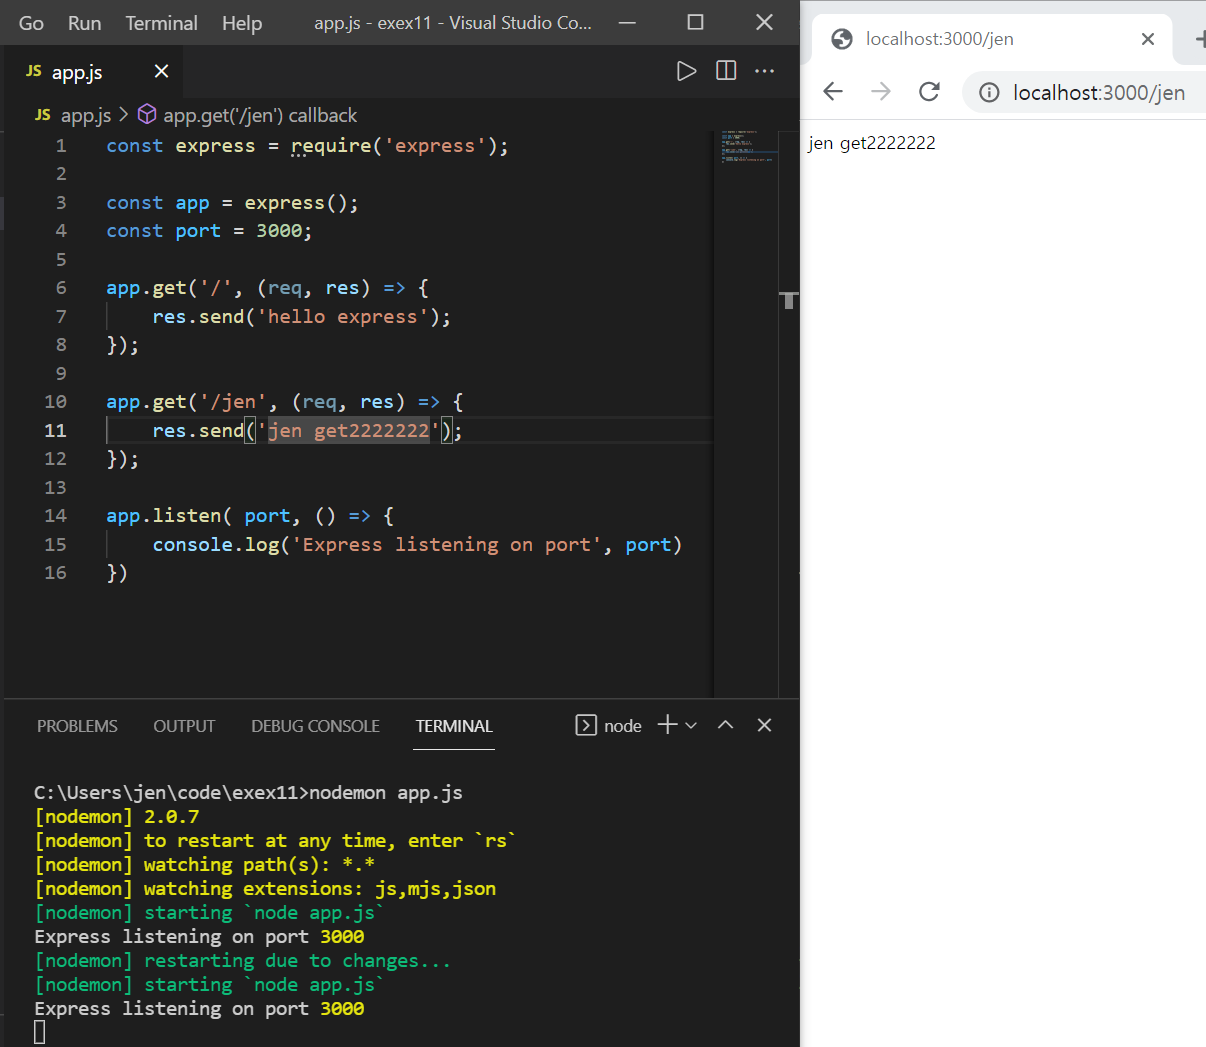 Go Run Terminal Help app.js - exex11 - Visual Studio Co...
JS app.js
JS app.js > app.get('/jen') callback
1 const express = require('express');
2
3 const app = express();
4 const port = 3000;
5
6 app.get('/', (req, res) => {
7 res.send('hello express');
8 });
9
10 app.get('/jen', (req, res) => {
11 res.send('jen get2222222');
12 });
13
14 app.listen( port, () => {
15 console.log('Express listening on port', port)
16 })
PROBLEMS OUTPUT DEBUG CONSOLE TERMINAL node
C:\Users\jen\code\exex11>nodemon app.js
[nodemon] 2.0.7
[nodemon] to restart at any time, enter `rs`
[nodemon] watching path(s): *.*
[nodemon] watching extensions: js,mjs,json
[nodemon] starting `node app.js`
Express listening on port 3000
[nodemon] restarting due to changes...
[nodemon] starting `node app.js`
Express listening on port 3000
localhost:3000/jen
localhost:3000/jen
jen get2222222